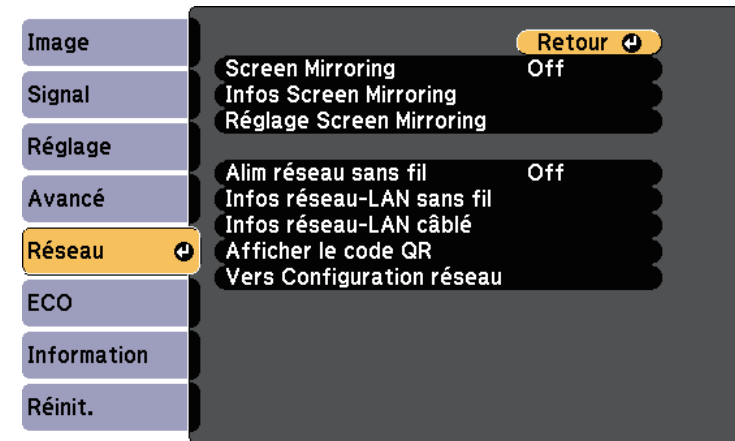 Image
Signal
Réglage
Avancé
Réseau
ECO
Information
Réinit.
Retour
Screen Mirroring Off
Infos Screen Mirroring
Réglage Screen Mirroring
Alim réseau sans fil Off
Infos réseau-LAN sans fil
Infos réseau-LAN câblé
Afficher le code QR
Vers Configuration réseau